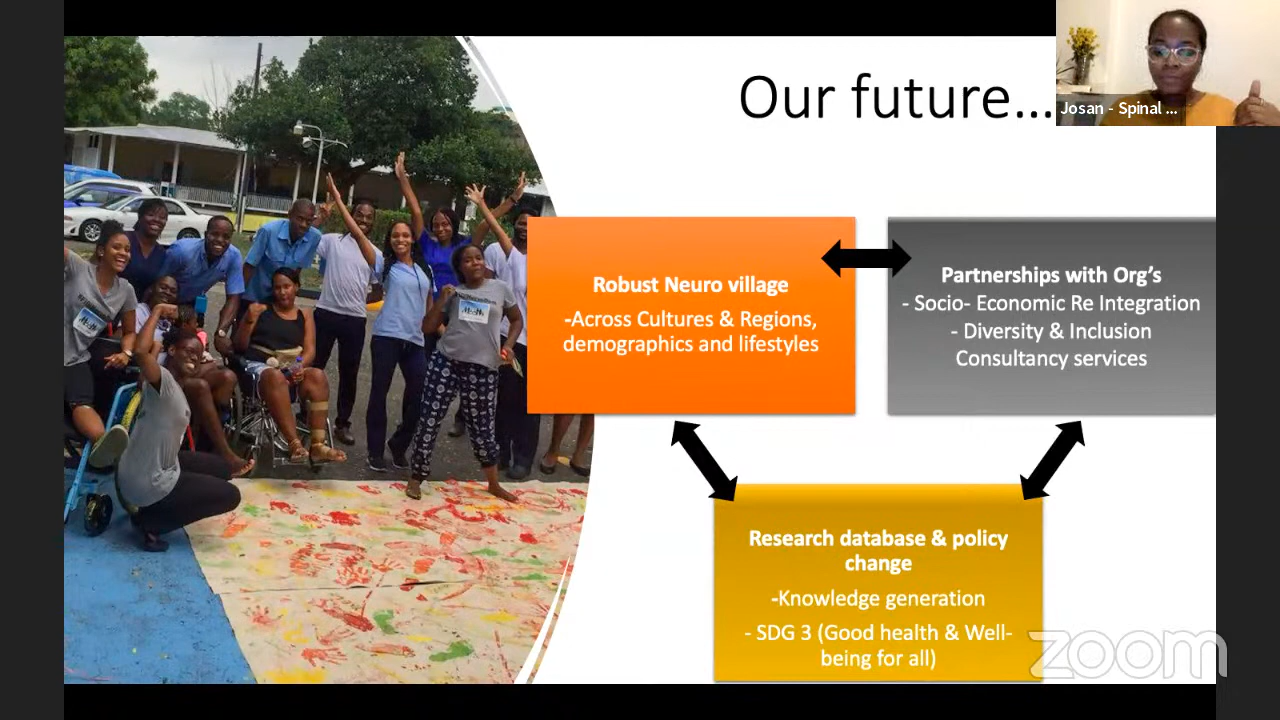 Our future...
Josan - Spinal ...
Robust Neuro village
-Across Cultures & Regions,
demographics and lifestyles
Partnerships with Org's
- Socio- Economic Re Integration
- Diversity & Inclusion
Consultancy services
Research database & policy
change
-Knowledge generation
- SDG 3 (Good health & Well-
being for all)
zoom